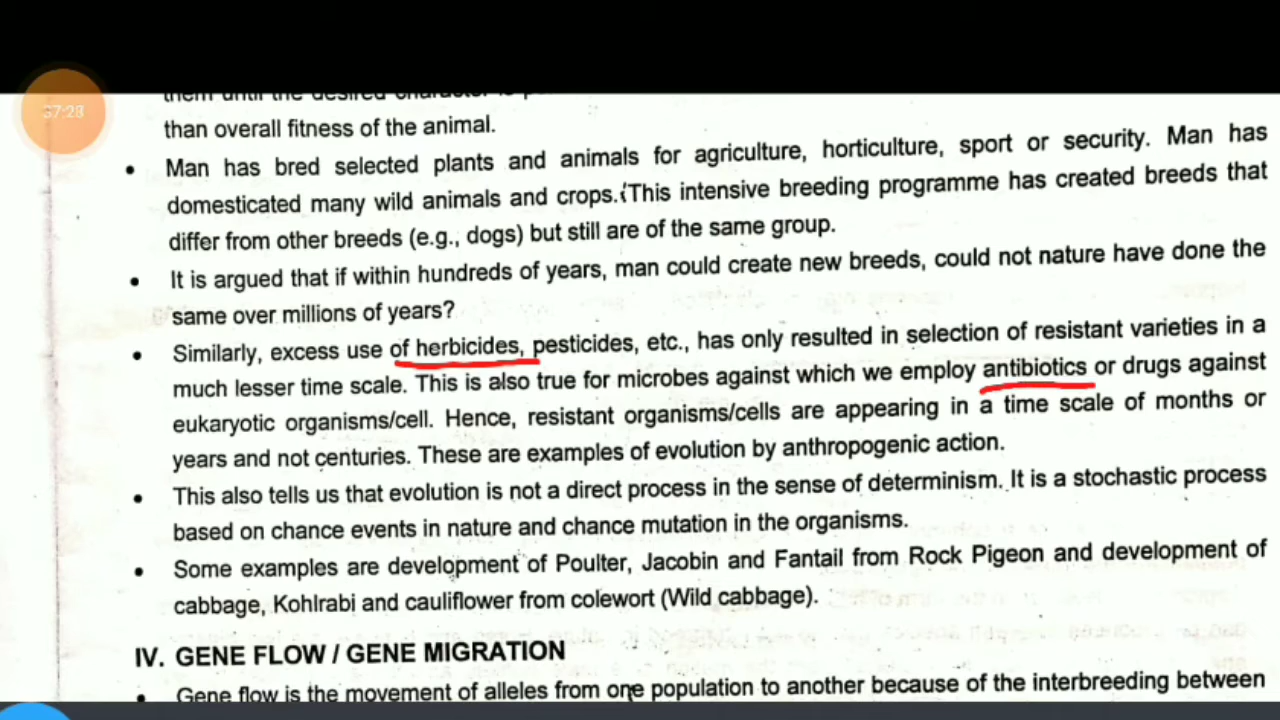 37:28
them until the desired character is
than overall fitness of the animal.
• Man has bred selected plants and animals for agriculture, horticulture, sport or security. Man has
domesticated many wild animals and crops. This intensive breeding programme has created breeds that
differ from other breeds (e.g., dogs) but still are of the same group.
• It is argued that if within hundreds of years, man could create new breeds, could not nature have done the
same over millions of years?
• Similarly, excess use of herbicides, pesticides, etc., has only resulted in selection of resistant varieties in a
much lesser time scale. This is also true for microbes against which we employ antibiotics or drugs against
eukaryotic organisms/cell. Hence, resistant organisms/cells are appearing in a time scale of months or
years and not centuries. These are examples of evolution by anthropogenic action.
• This also tells us that evolution is not a direct process in the sense of determinism. It is a stochastic process
based on chance events in nature and chance mutation in the organisms.
• Some examples are development of Poulter, Jacobin and Fantail from Rock Pigeon and development of
cabbage, Kohlrabi and cauliflower from colewort (Wild cabbage).
IV. GENE FLOW / GENE MIGRATION
• Gene flow is the movement of alleles from one population to another because of the interbreeding between